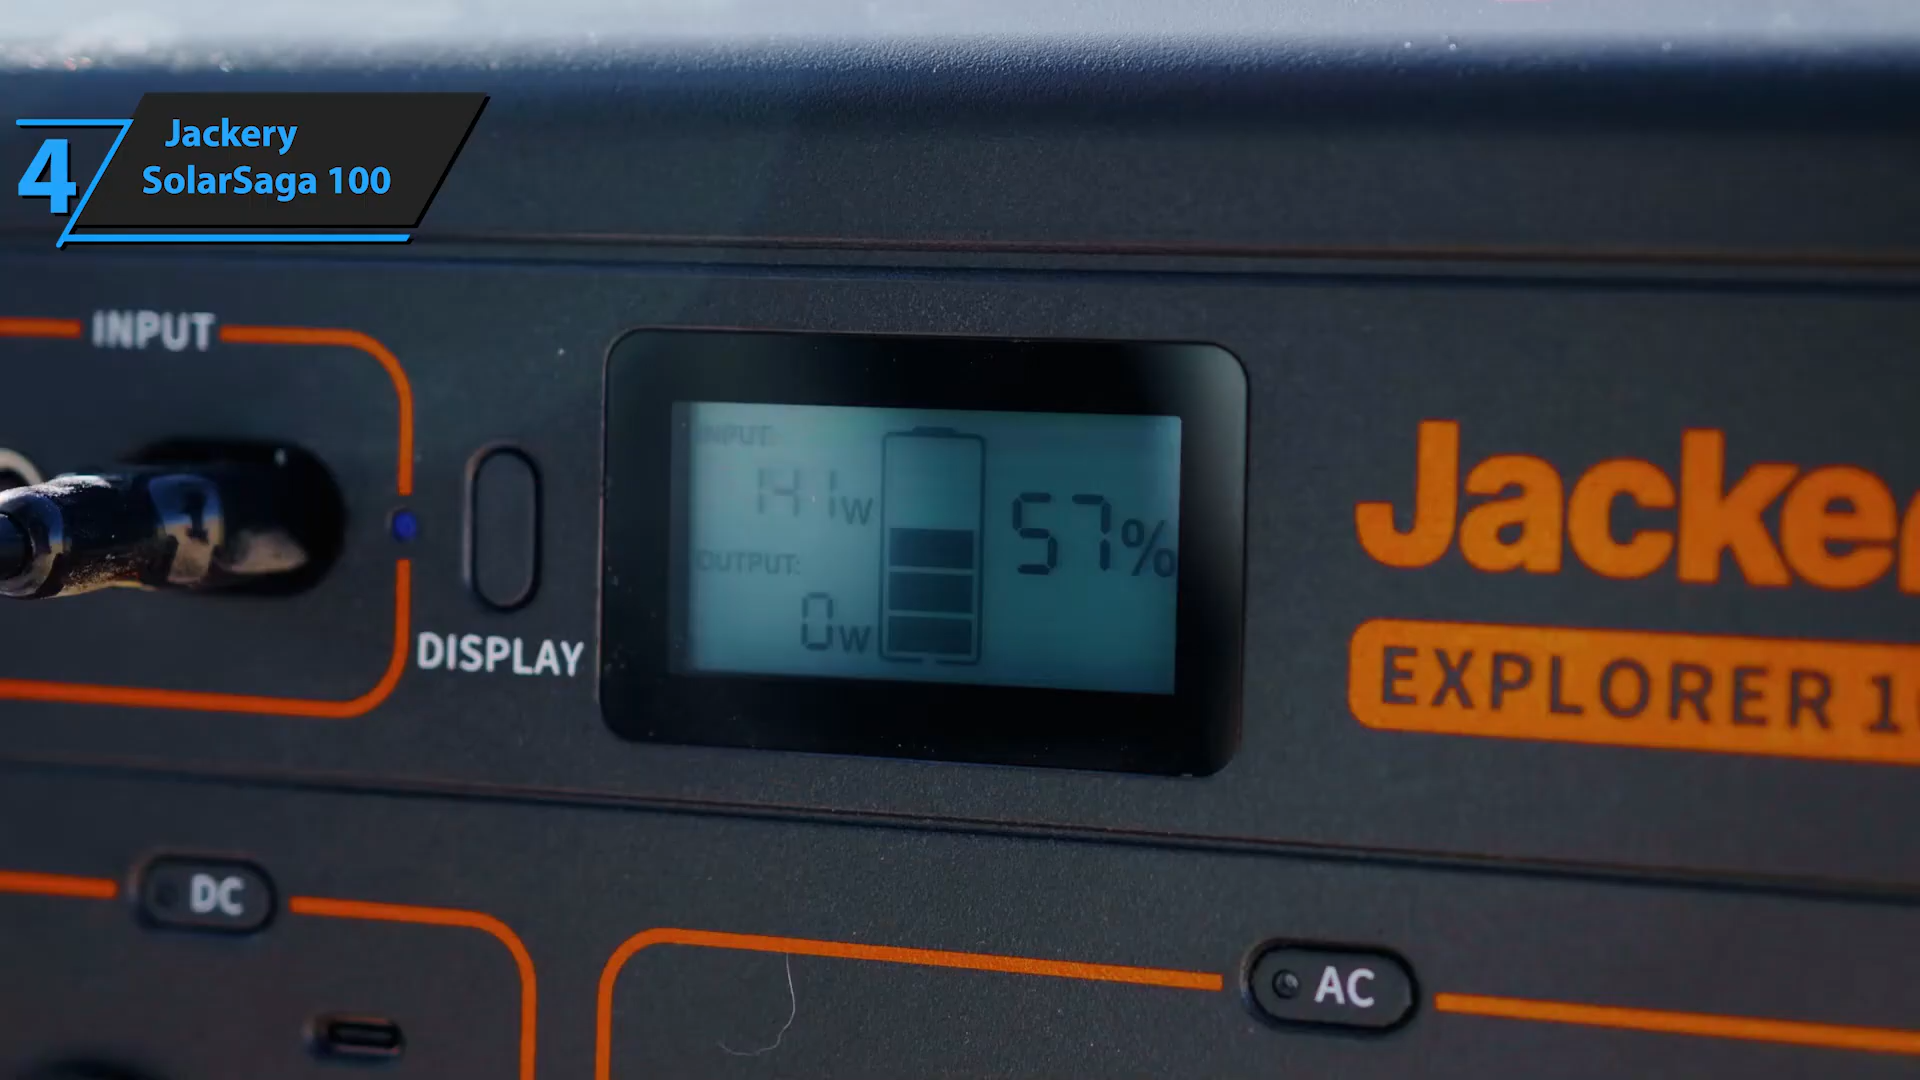 4
Jackery
SolarSaga 100
INPUT
DISPLAY
INPUT:
141w
OUTPUT:
0w
57%
Jacke
EXPLORER 1
DC
AC